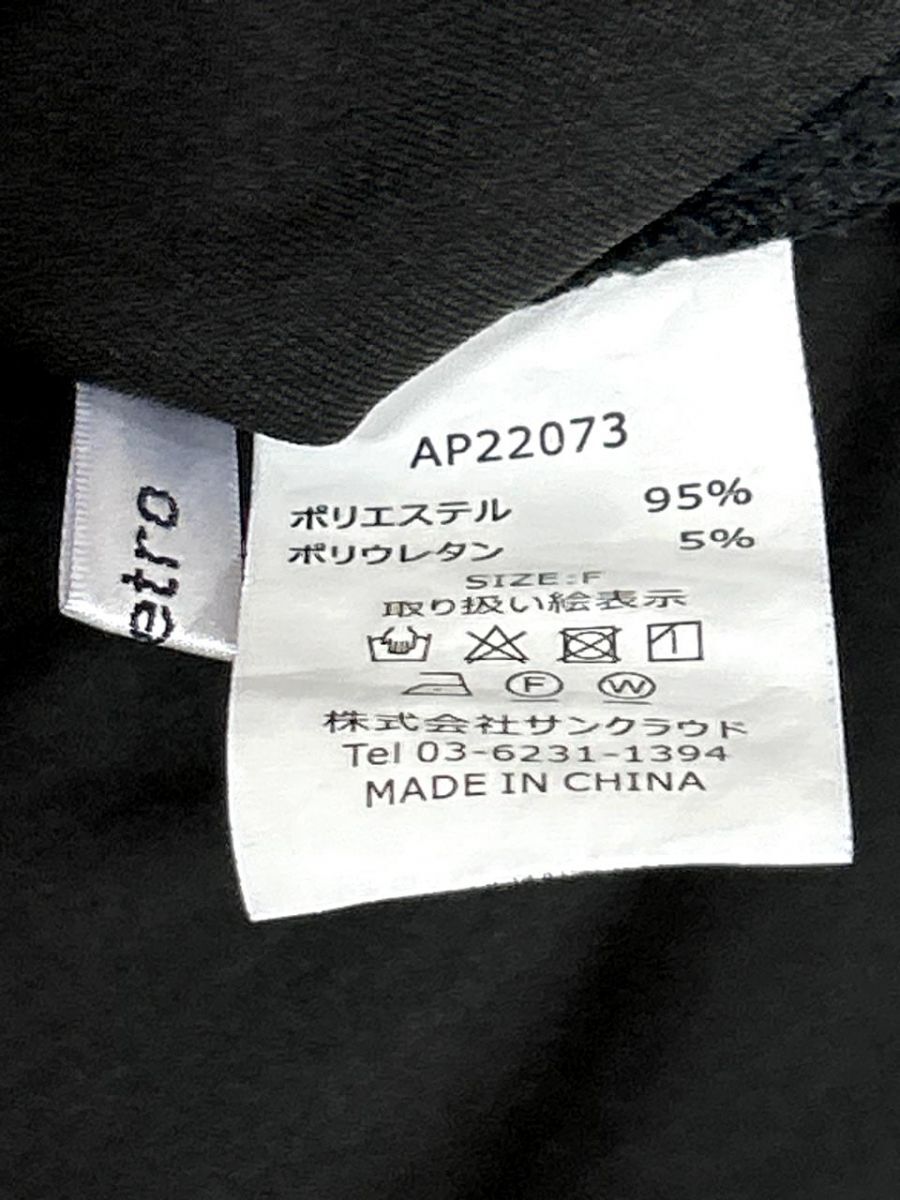 AP22073
ポリエステル 95%
ポリウレタン 5%
SIZE:F
取り扱い絵表示
F W
株式会社サンクラウド
Tel 03-6231-1394
MADE IN CHINA
etro